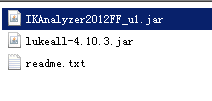 IKAnalyzer2012FF_u1.jar
lukeall-4.10.3.jar
readme.txt